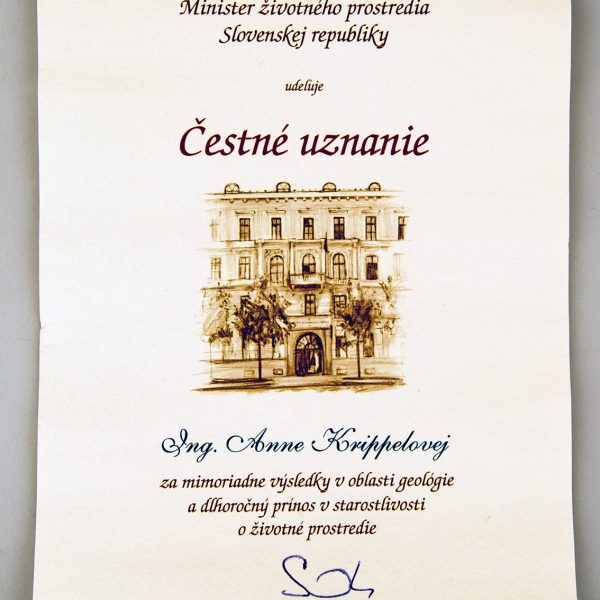 Minister životného prostredia
Slovenskej republiky
udeľuje
Čestné uznanie
Ing. Anne Krippelovej
za mimoriadne výsledky v oblasti geológie
a dlhoročný prínos v starostlivosti
o životné prostredie